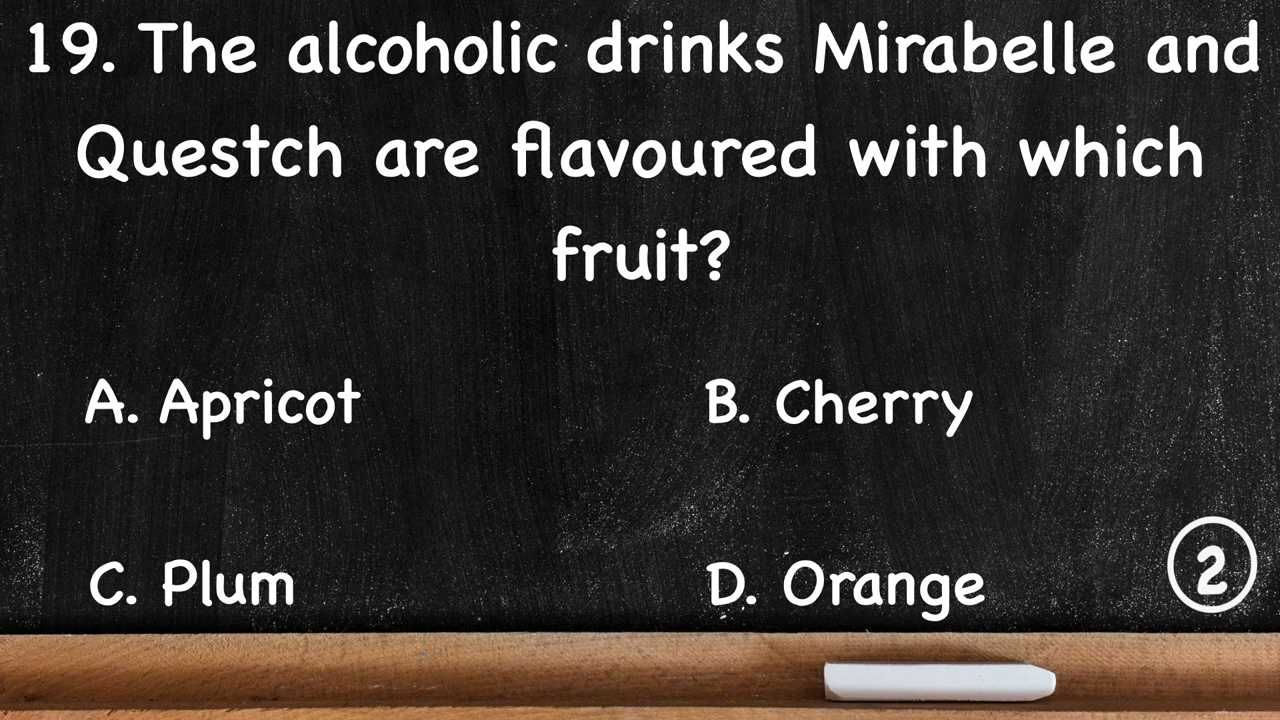 19. The alcoholic drinks Mirabelle and
Questch are flavoured with which
fruit?
A. Apricot
B. Cherry
C. Plum
D. Orange
2